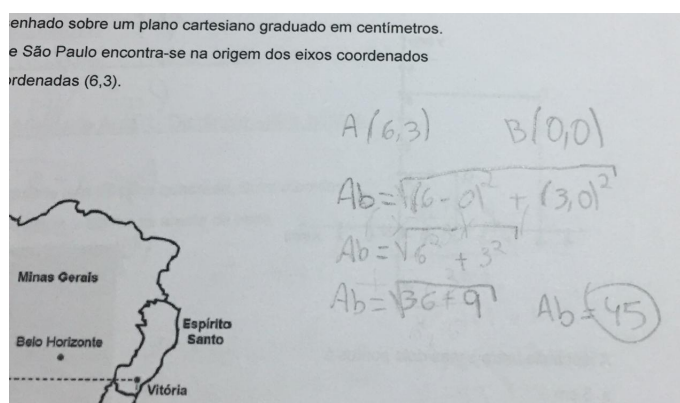 enhado sobre um plano cartesiano graduado em centímetros.
e São Paulo encontra-se na origem dos eixos coordenados
rdenadas (6,3).
A (6,3) B(0,0)
Ab=√(6-0)² + (3,0)²
Ab=√6² + 3²
Ab=√36+9 Ab=45
Minas Gerais
Belo Horizonte
Espírito
Santo
Vitória